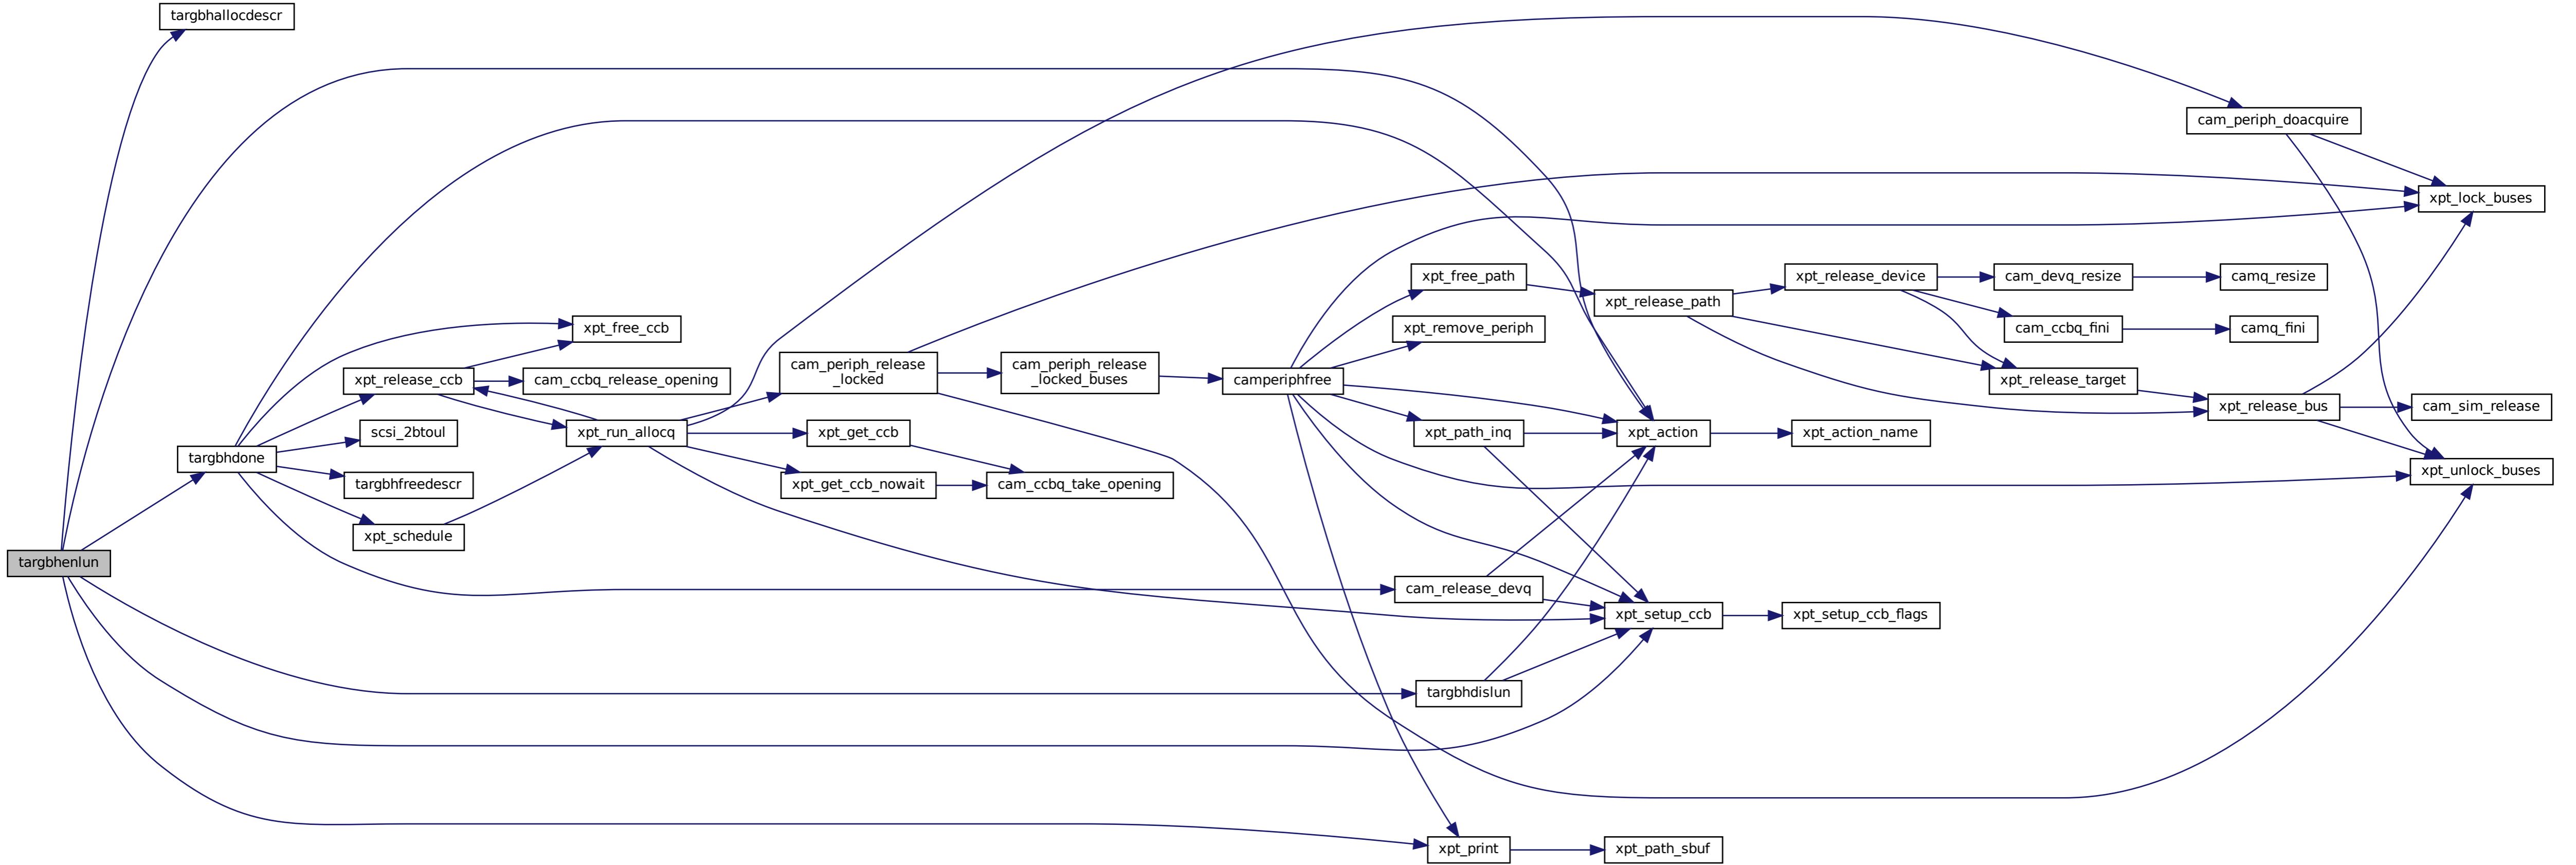 targbhallocdescr
cam_periph_doacquire
xpt_lock_buses
xpt_free_path
xpt_release_device
cam_devq_resize
camq_resize
xpt_release_path
xpt_free_ccb
xpt_remove_periph
cam_ccbq_fini
camq_fini
cam_periph_release
_locked
cam_periph_release
_locked_buses
xpt_release_ccb
cam_ccbq_release_opening
camperiphfree
xpt_release_target
xpt_release_bus
cam_sim_release
scsi_2btoul
xpt_run_allocq
xpt_get_ccb
xpt_path_inq
xpt_action
xpt_action_name
targbhdone
xpt_unlock_buses
targbhfreedescr
xpt_get_ccb_nowait
cam_ccbq_take_opening
xpt_schedule
targbhenlun
cam_release_devq
xpt_setup_ccb
xpt_setup_ccb_flags
targbhdislun
xpt_print
xpt_path_sbuf